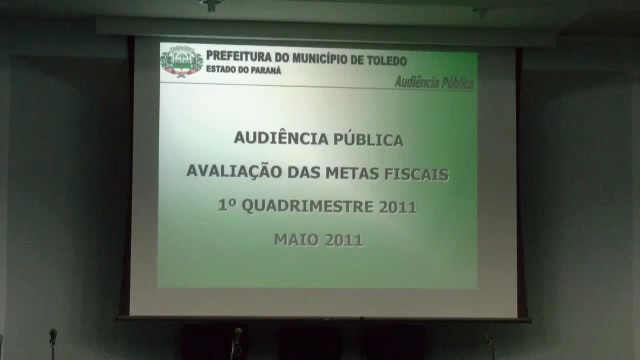 PREFEITURA DO MUNICÍPIO DE TOLEDO
ESTADO DO PARANÁ
Audiência Pública
AUDIÊNCIA PÚBLICA
AVALIAÇÃO DAS METAS FISCAIS
1º QUADRIMESTRE 2011
MAIO 2011